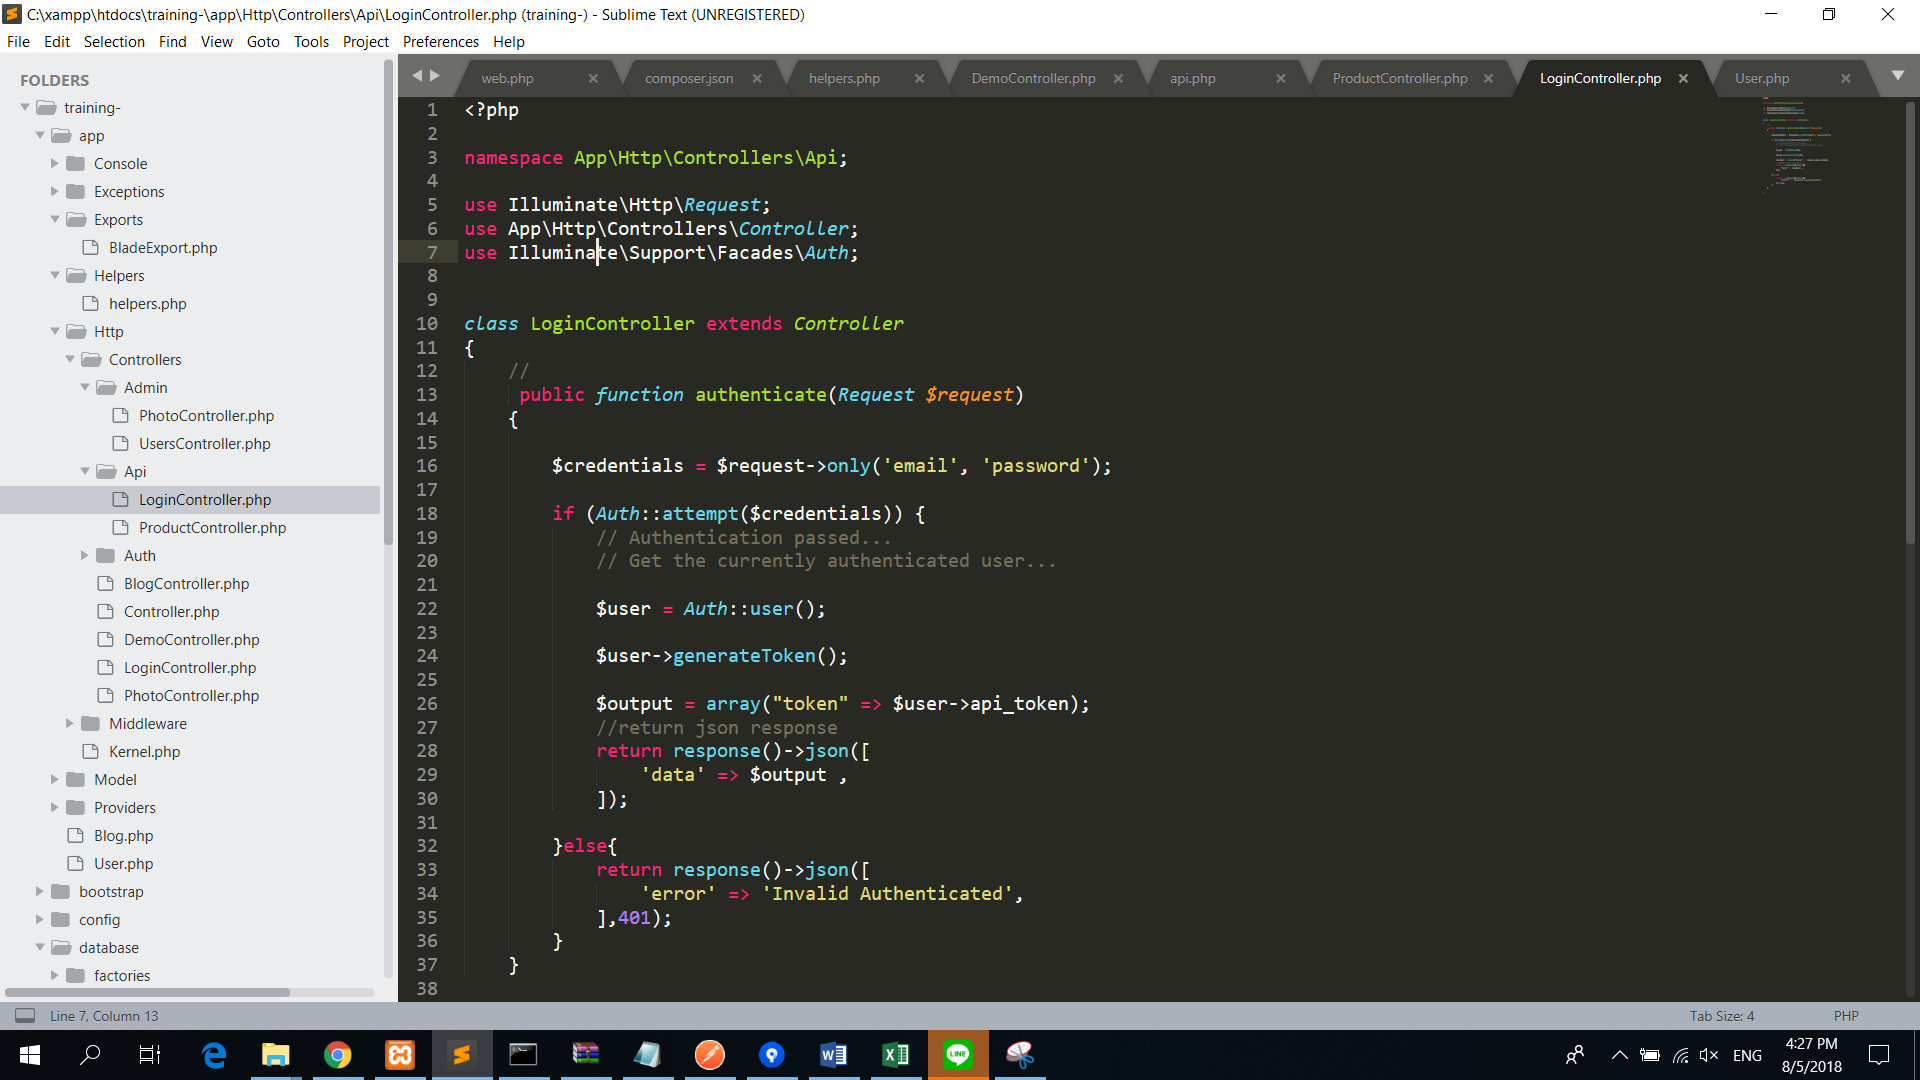 C:\xampp\htdocs\training-\app\Http\Controllers\Api\LoginController.php (training-) - Sublime Text (UNREGISTERED)
File Edit Selection Find View Goto Tools Project Preferences Help
FOLDERS
training-
app
Console
Exceptions
Exports
BladeExport.php
Helpers
helpers.php
Http
Controllers
Admin
PhotoController.php
UsersController.php
Api
LoginController.php
ProductController.php
Auth
BlogController.php
Controller.php
DemoController.php
LoginController.php
PhotoController.php
Middleware
Kernel.php
Model
Providers
Blog.php
User.php
bootstrap
config
database
factories
web.php composer.json helpers.php DemoController.php api.php ProductController.php LoginController.php User.php
1 <?php
2
3 namespace App\Http\Controllers\Api;
4
5 use Illuminate\Http\Request;
6 use App\Http\Controllers\Controller;
7 use Illuminate\Support\Facades\Auth;
8
9
10 class LoginController extends Controller
11 {
12 //
13 public function authenticate(Request $request)
14 {
15
16 $credentials = $request->only('email', 'password');
17
18 if (Auth::attempt($credentials)) {
19 // Authentication passed...
20 // Get the currently authenticated user...
21
22 $user = Auth::user();
23
24 $user->generateToken();
25
26 $output = array("token" => $user->api_token);
27 //return json response
28 return response()->json([
29 'data' => $output ,
30 ]);
31
32 }else{
33 return response()->json([
34 'error' => 'Invalid Authenticated',
35 ],401);
36 }
37 }
38
Line 7, Column 13 Tab Size: 4 PHP
LINE
ENG
4:27 PM
8/5/2018